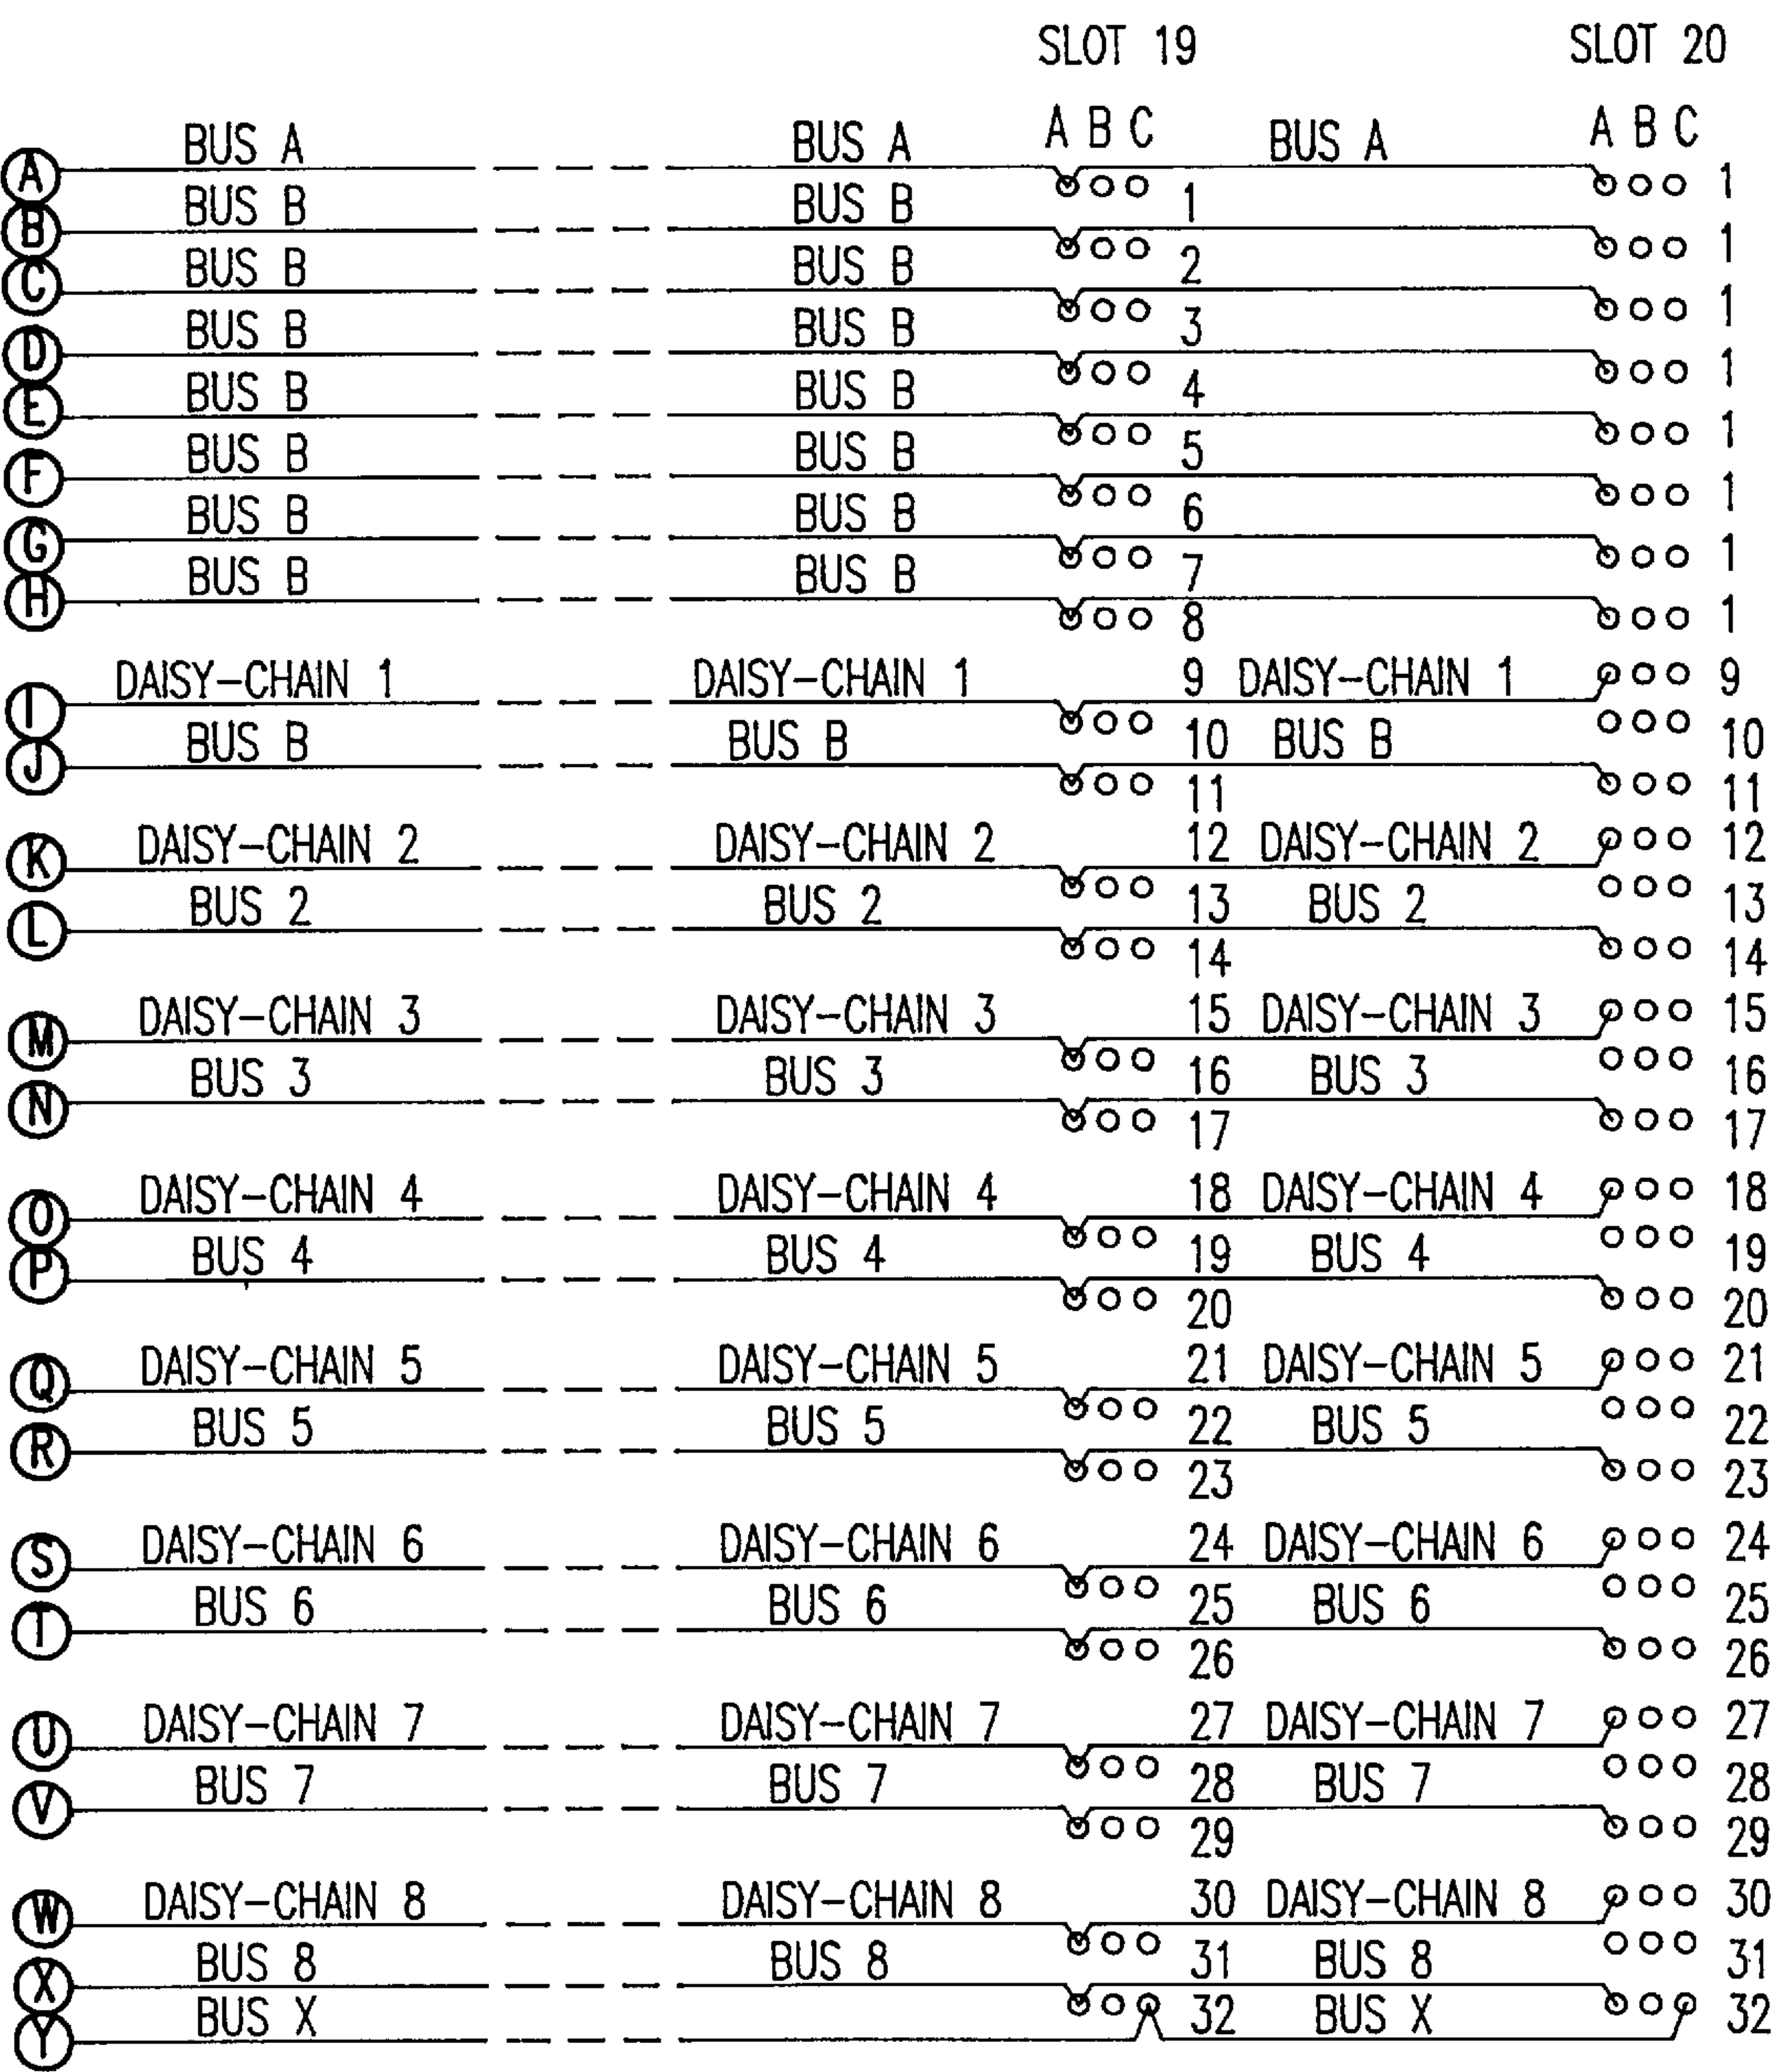 SLOT 19 SLOT 20
A B C A B C
A BUS A BUS A BUS A 1
B BUS B BUS B 1 1
C BUS B BUS B 2 1
D BUS B BUS B 3 1
E BUS B BUS B 4 1
F BUS B BUS B 5 1
G BUS B BUS B 6 1
H BUS B BUS B 7 1
8
I DAISY-CHAIN 1 DAISY-CHAIN 1 9 DAISY-CHAIN 1 9
J BUS B BUS B 10 BUS B 10
11 11
K DAISY-CHAIN 2 DAISY-CHAIN 2 12 DAISY-CHAIN 2 12
L BUS 2 BUS 2 13 BUS 2 13
14 14
M DAISY-CHAIN 3 DAISY-CHAIN 3 15 DAISY-CHAIN 3 15
N BUS 3 BUS 3 16 BUS 3 16
17 17
O DAISY-CHAIN 4 DAISY-CHAIN 4 18 DAISY-CHAIN 4 18
P BUS 4 BUS 4 19 BUS 4 19
20 20
Q DAISY-CHAIN 5 DAISY-CHAIN 5 21 DAISY-CHAIN 5 21
R BUS 5 BUS 5 22 BUS 5 22
23 23
S DAISY-CHAIN 6 DAISY-CHAIN 6 24 DAISY-CHAIN 6 24
T BUS 6 BUS 6 25 BUS 6 25
26 26
U DAISY-CHAIN 7 DAISY-CHAIN 7 27 DAISY-CHAIN 7 27
V BUS 7 BUS 7 28 BUS 7 28
29 29
W DAISY-CHAIN 8 DAISY-CHAIN 8 30 DAISY-CHAIN 8 30
X BUS 8 BUS 8 31 BUS 8 31
Y BUS X 32 BUS X 32